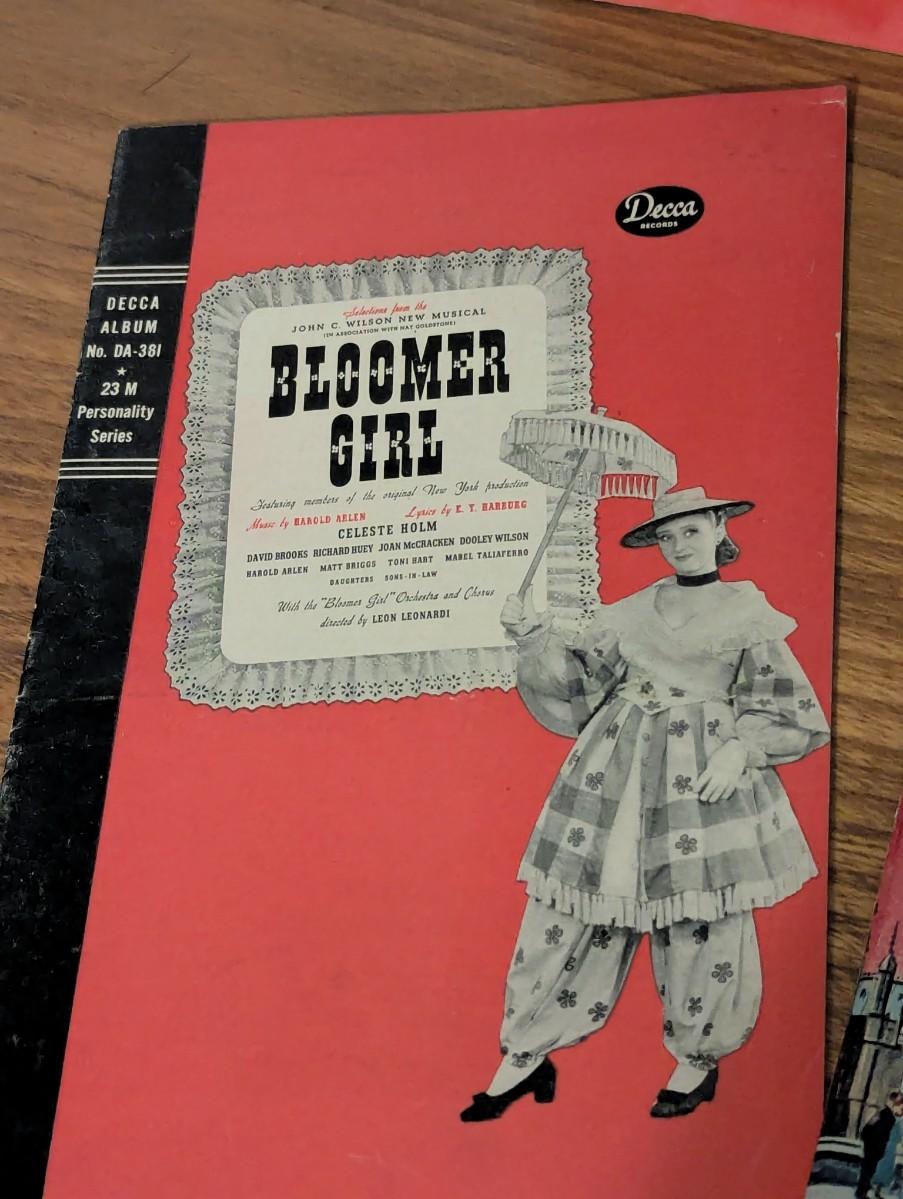 Decca
RECORDS
DECCA
ALBUM
No. DA-381
★
23 M
Personality
Series
Selections from the
JOHN C. WILSON NEW MUSICAL
(IN ASSOCIATION WITH NAT GOLDSTONE)
BLOOMER
GIRL
Featuring members of the original New York production
Music by HAROLD ARLEN Lyrics by E. Y. HARBURG
CELESTE HOLM
DAVID BROOKS RICHARD HUEY JOAN McCRACKEN DOOLEY WILSON
HAROLD ARLEN MATT BRIGGS TONI HART MABEL TALIAFERRO
DAUGHTERS SONS-IN-LAW
With the "Bloomer Girl" Orchestra and Chorus
directed by LEON LEONARDI